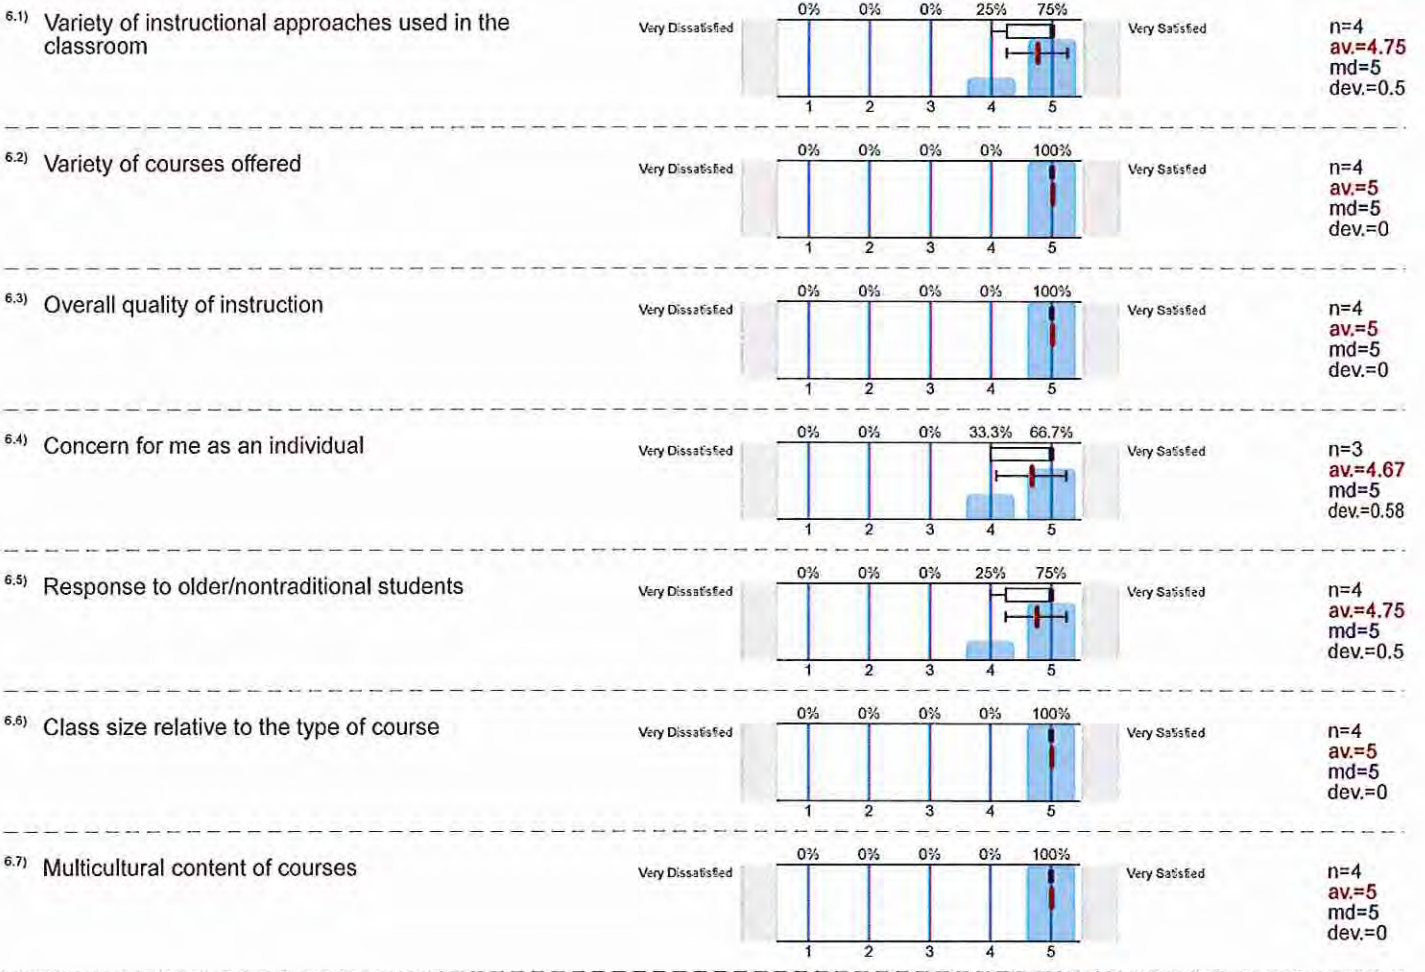 6.1) Variety of instructional approaches used in the
classroom
0% 0% 0% 25% 75%
Very Dissatisfied Very Satisfied
1 2 3 4 5
n=4
av.=4.75
md=5
dev.=0.5
6.2) Variety of courses offered
0% 0% 0% 0% 100%
Very Dissatisfied Very Satisfied
1 2 3 4 5
n=4
av.=5
md=5
dev.=0
6.3) Overall quality of instruction
0% 0% 0% 0% 100%
Very Dissatisfied Very Satisfied
1 2 3 4 5
n=4
av.=5
md=5
dev.=0
6.4) Concern for me as an individual
0% 0% 0% 33.3% 66.7%
Very Dissatisfied Very Satisfied
1 2 3 4 5
n=3
av.=4.67
md=5
dev.=0.58
6.5) Response to older/nontraditional students
0% 0% 0% 25% 75%
Very Dissatisfied Very Satisfied
1 2 3 4 5
n=4
av.=4.75
md=5
dev.=0.5
6.6) Class size relative to the type of course
0% 0% 0% 0% 100%
Very Dissatisfied Very Satisfied
1 2 3 4 5
n=4
av.=5
md=5
dev.=0
6.7) Multicultural content of courses
0% 0% 0% 0% 100%
Very Dissatisfied Very Satisfied
1 2 3 4 5
n=4
av.=5
md=5
dev.=0